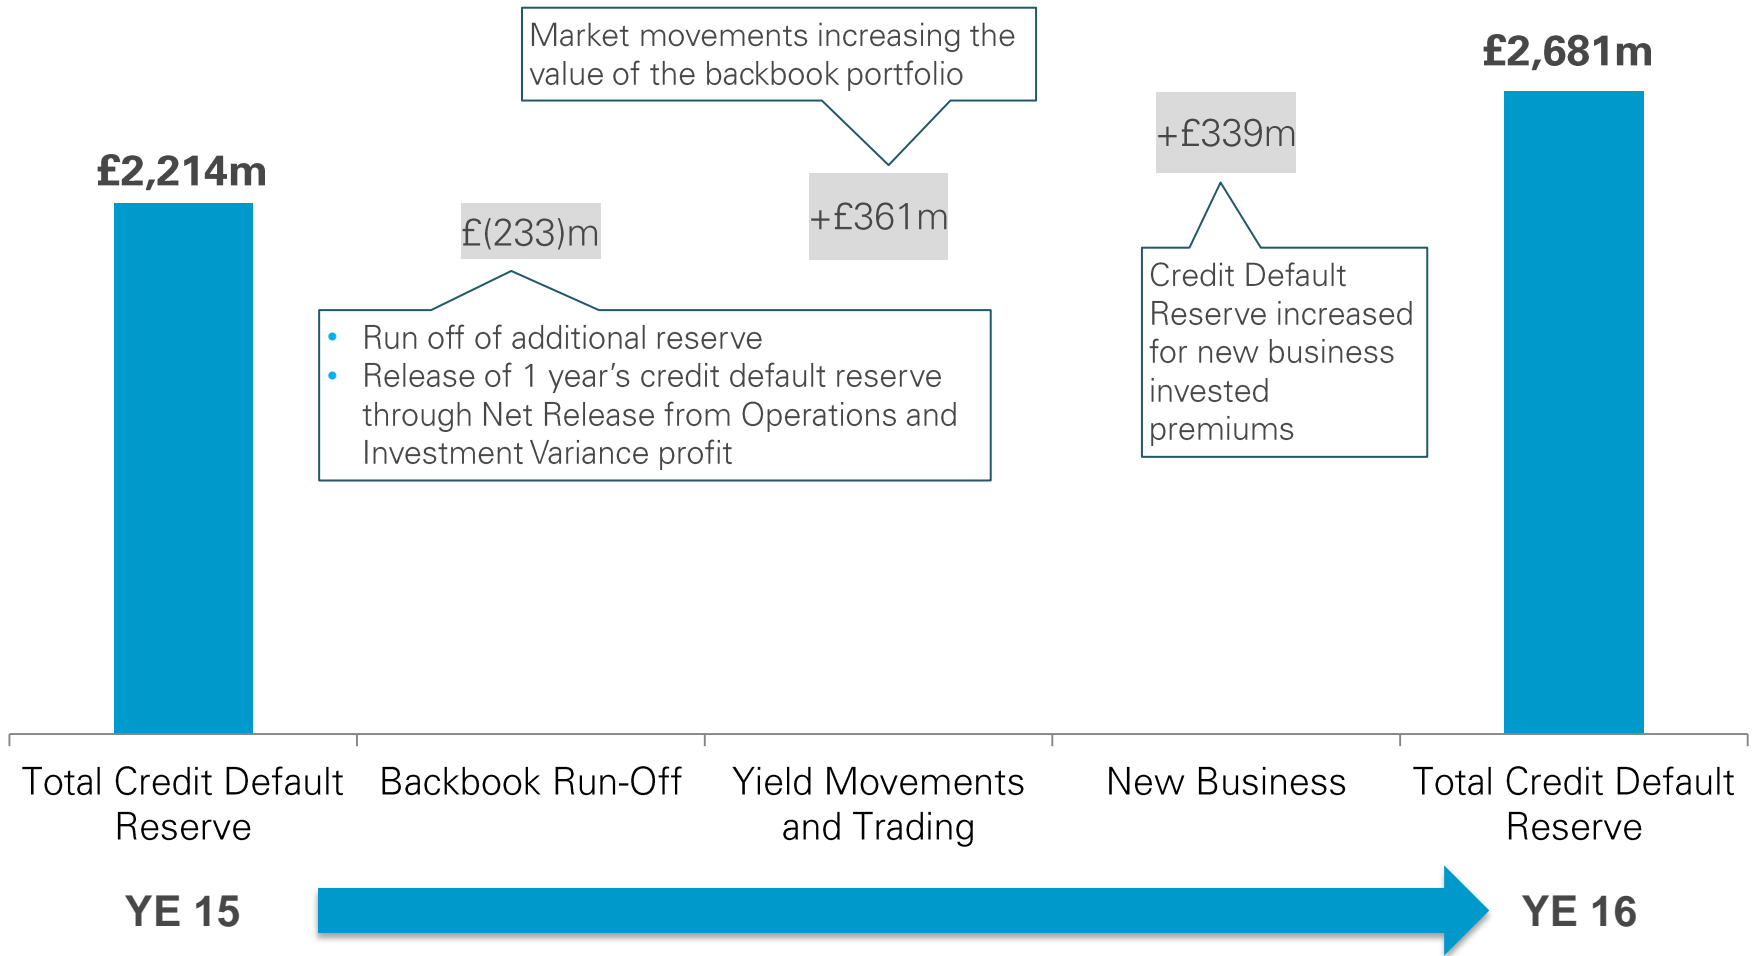 Market movements increasing the
value of the backbook portfolio
£2,681m
+£339m
£2,214m
£(233)m
+£361m
• Run off of additional reserve
• Release of 1 year’s credit default reserve
through Net Release from Operations and
Investment Variance profit
Credit Default
Reserve increased
for new business
invested
premiums
Total Credit Default
Reserve
Backbook Run-Off
Yield Movements
and Trading
New Business
Total Credit Default
Reserve
YE 15
YE 16